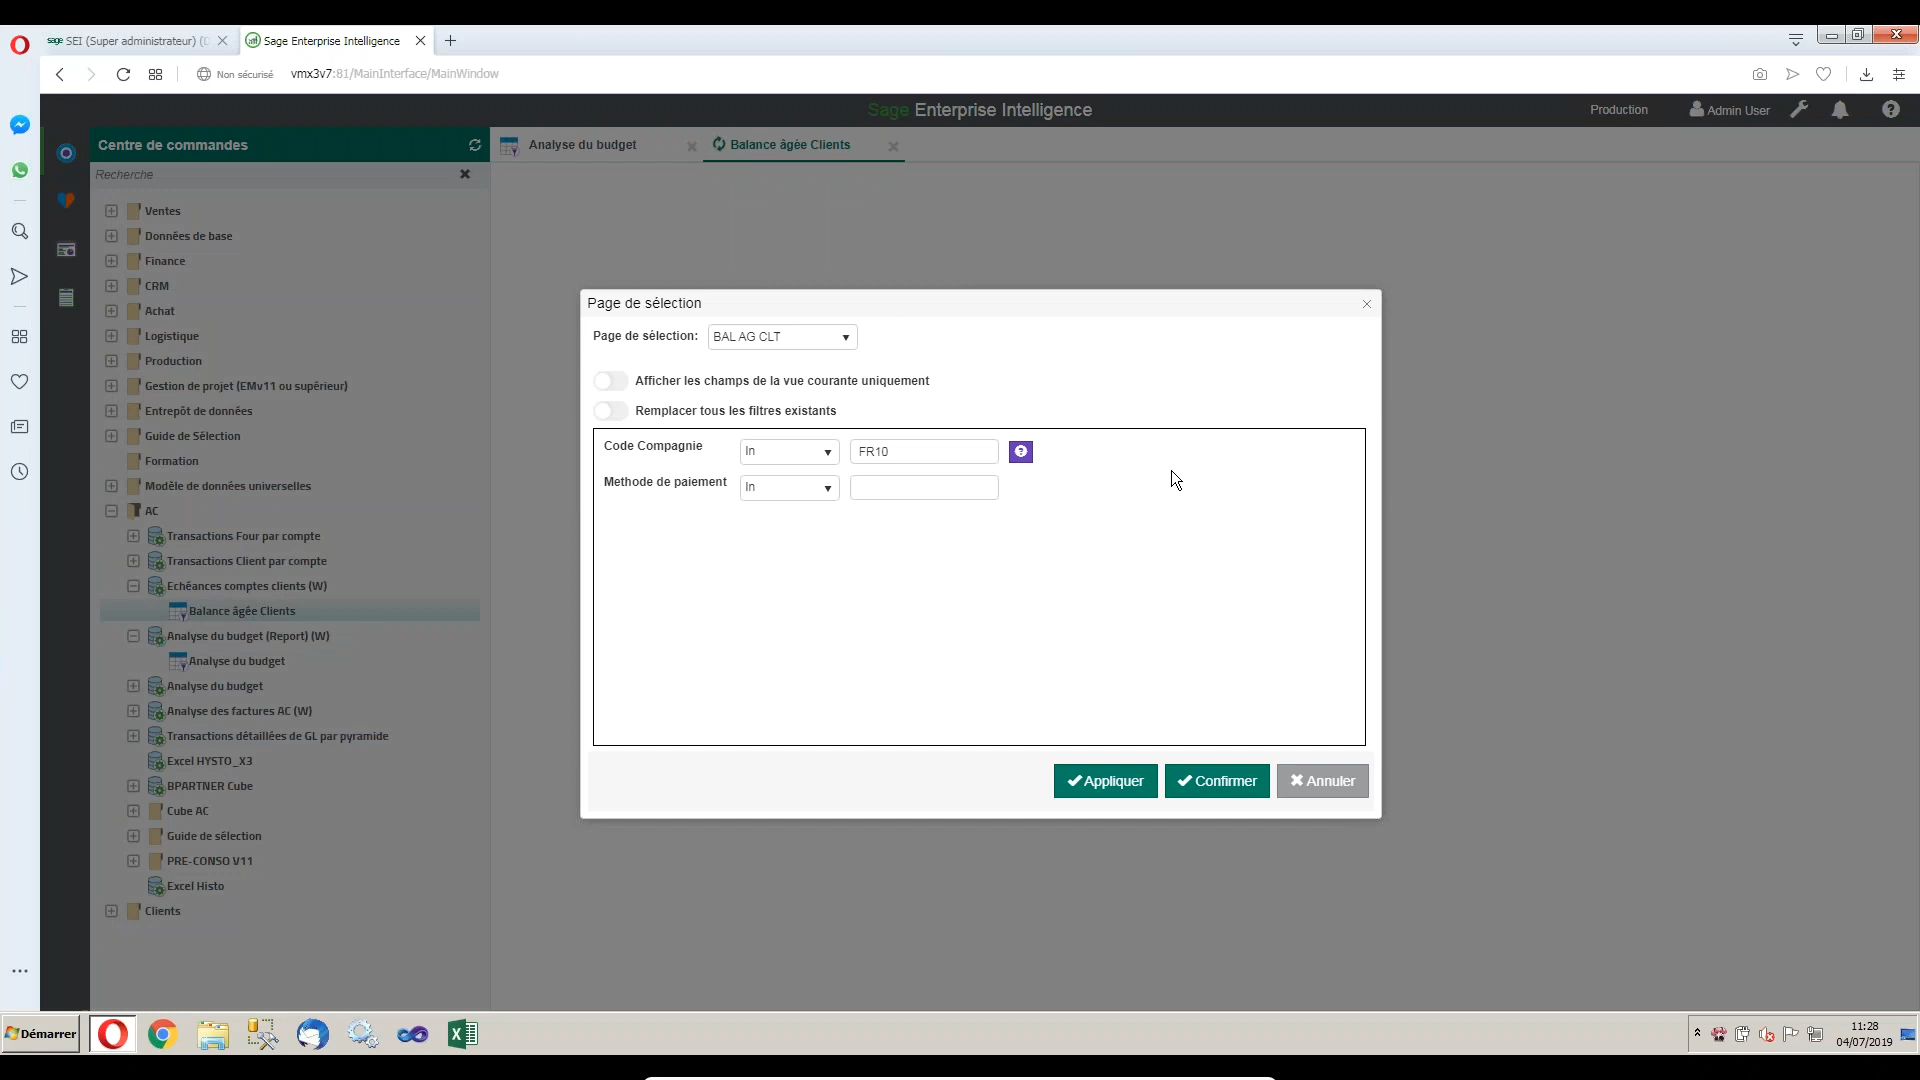 sage SEI (Super administrateur) (
Sage Enterprise Intelligence
Non sécurisé
vmx3v7:81/MainInterface/MainWindow
Sage Enterprise Intelligence
Production
Admin User
Centre de commandes
Analyse du budget
Balance âgée Clients
Recherche
Ventes
Données de base
Finance
CRM
Achat
Logistique
Production
Gestion de projet (EMv11 ou supérieur)
Entrepôt de données
Guide de Sélection
Formation
Modèle de données universelles
AC
Transactions Four par compte
Transactions Client par compte
Echéances comptes clients (W)
Balance âgée Clients
Analyse du budget (Report) (W)
Analyse du budget
Analyse du budget
Analyse des factures AC (W)
Transactions détaillées de GL par pyramide
Excel HYSTO_X3
BPARTNER Cube
Cube AC
Guide de sélection
PRE-CONSO V11
Excel Histo
Clients
Page de sélection
Page de sélection:
BAL AG CLT
Afficher les champs de la vue courante uniquement
Remplacer tous les filtres existants
Code Compagnie
In
FR10
Methode de paiement
In
Appliquer
Confirmer
Annuler
Démarrer
11:28
04/07/2019